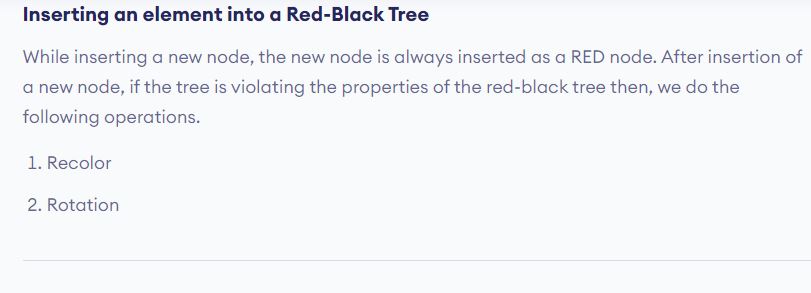 Inserting an element into a Red-Black Tree
While inserting a new node, the new node is always inserted as a RED node. After insertion of
a new node, if the tree is violating the properties of the red-black tree then, we do the
following operations.
1. Recolor
2. Rotation